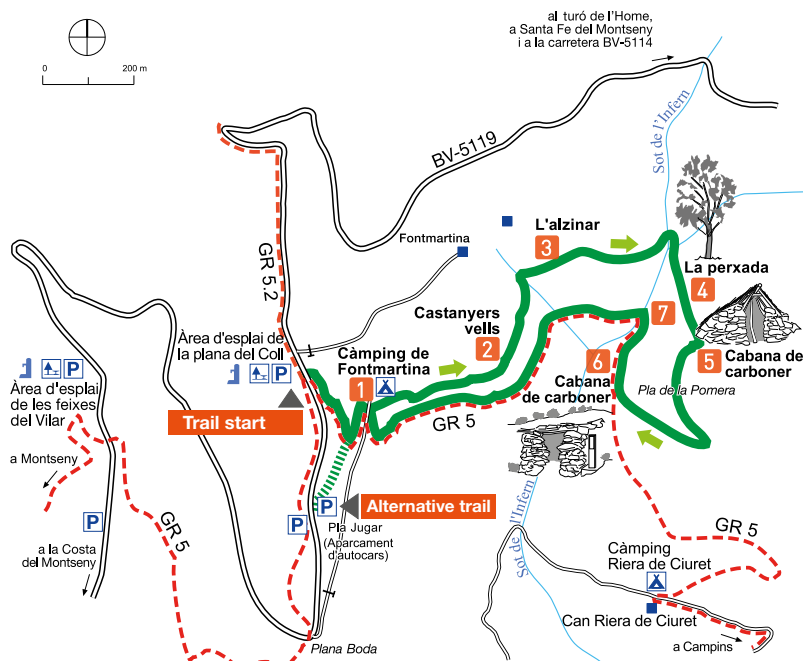 al turó de l'Home,
a Santa Fe del Montseny
i a la carretera BV-5114
0 200 m
BV-5119
Sot de l'Infern
GR 5.2
Fontmartina
L'alzinar
3
La perxada
4
Castanyers
vells
2
7
Àrea d'esplai de
la plana del Coll
P
Càmping de
Fontmartina
1
6
Cabana
de carboner
5
Cabana de
carboner
Pla de la Pomera
P
Àrea d'esplai
de les feixes
del Vilar
Trail start
GR 5
a Montseny
P
Alternative trail
P
P
Pla Jugar
(Aparcament
d'autocars)
GR 5
Sot de l'Infern
GR 5
a la Costa
del Montseny
Càmping
Riera de Ciuret
Can Riera de Ciuret
a Campins
Plana Boda